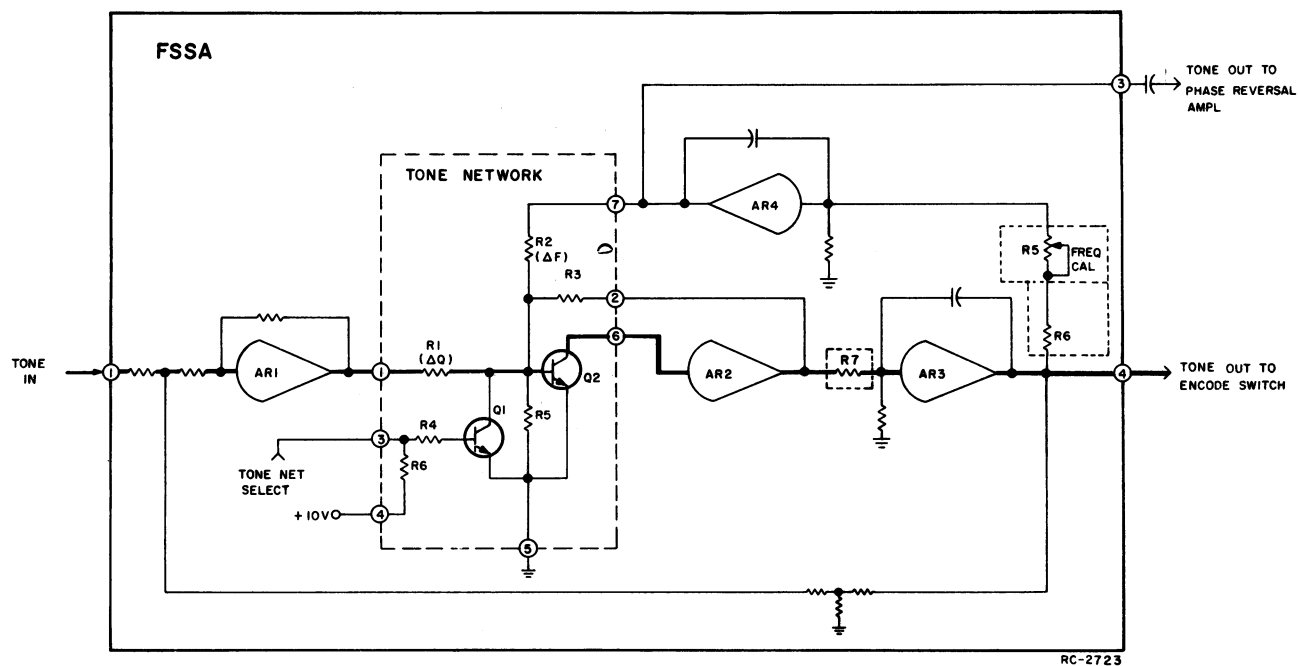 FSSA
3
TONE OUT TO
PHASE REVERSAL
AMPL
TONE NETWORK
7
AR4
R2
(ΔF)
R5
FREQ
CAL
R3
2
6
R6
TONE
IN
1
AR1
1
R1
(ΔQ)
Q2
AR2
R7
AR3
4
TONE OUT TO
ENCODE SWITCH
Q1
R5
3
R4
R6
TONE NET
SELECT
+10V
4
5
RC-2723